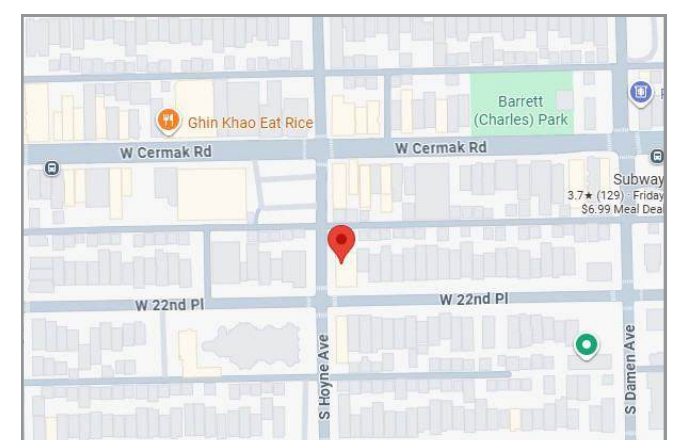 Barrett
(Charles) Park
Ghin Khao Eat Rice
W Cermak Rd
W Cermak Rd
Subway
3.7★ (129) · Friday
$6.99 Meal Deal
W 22nd Pl
W 22nd Pl
S Hoyne Ave
S Damen Ave